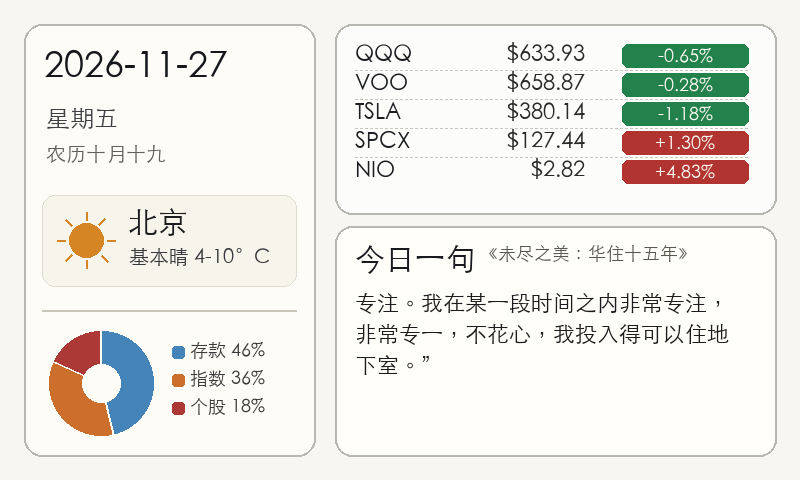 2026-11-27
星期五
农历十月十九
北京
基本晴 4-10°C
存款 46%
指数 36%
个股 18%
QQQ $633.93 -0.65%
VOO $658.87 -0.28%
TSLA $380.14 -1.18%
SPCX $127.44 +1.30%
NIO $2.82 +4.83%
今日一句 《未尽之美：华住十五年》
专注。我在某一段时间之内非常专注，
非常专一，不花心，我投入得可以住地
下室。”